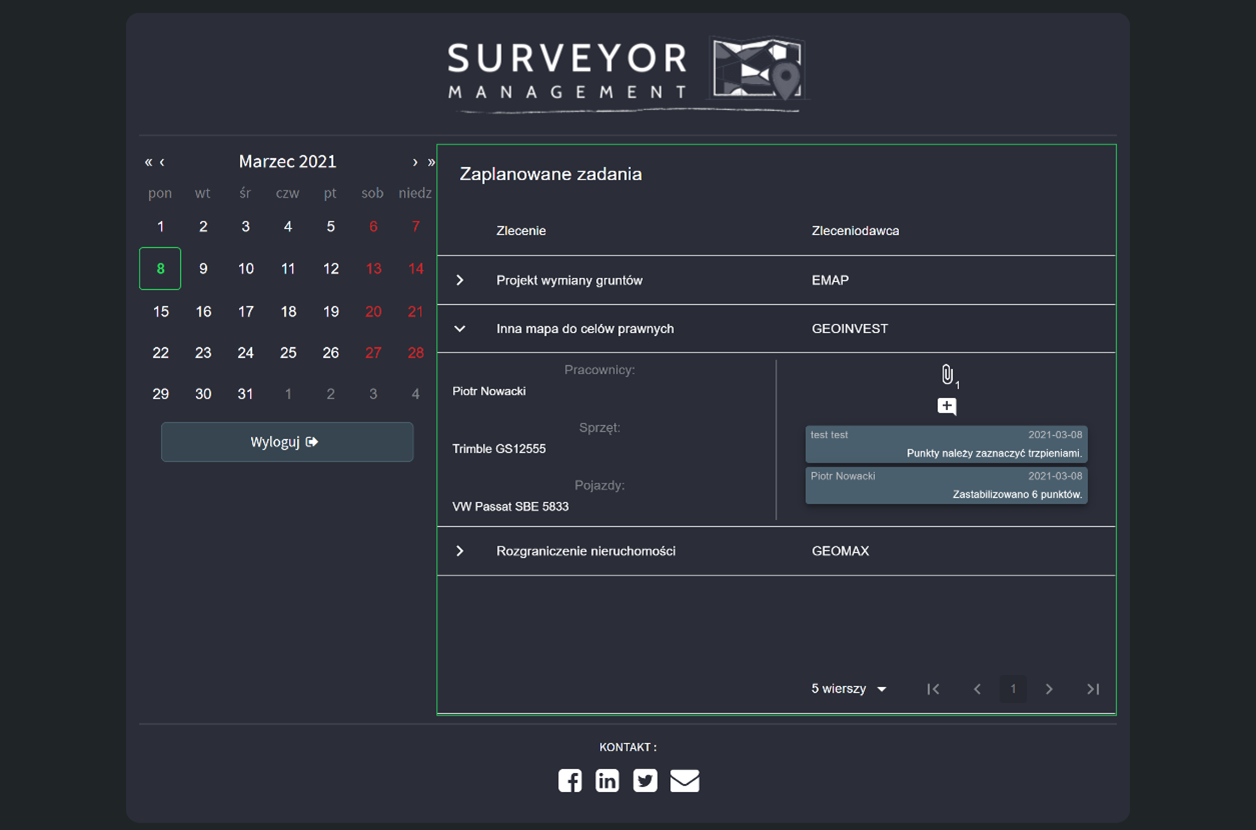 SURVEYOR
MANAGEMENT
« ‹ Marzec 2021 › »
pon wt śr czw pt sob niedz
1 2 3 4 5 6 7
8 9 10 11 12 13 14
15 16 17 18 19 20 21
22 23 24 25 26 27 28
29 30 31 1 2 3 4
Wyloguj
Zaplanowane zadania
Zlecenie Zleceniodawca
Projekt wymiany gruntów EMAP
Inna mapa do celów prawnych GEOINVEST
Pracownicy:
Piotr Nowacki
Sprzęt:
Trimble GS12555
Pojazdy:
VW Passat SBE 5833
1
test test 2021-03-08
Punkty należy zaznaczyć trzpieniami.
Piotr Nowacki 2021-03-08
Zastabilizowano 6 punktów.
Rozgraniczenie nieruchomości GEOMAX
5 wierszy 1
KONTAKT :